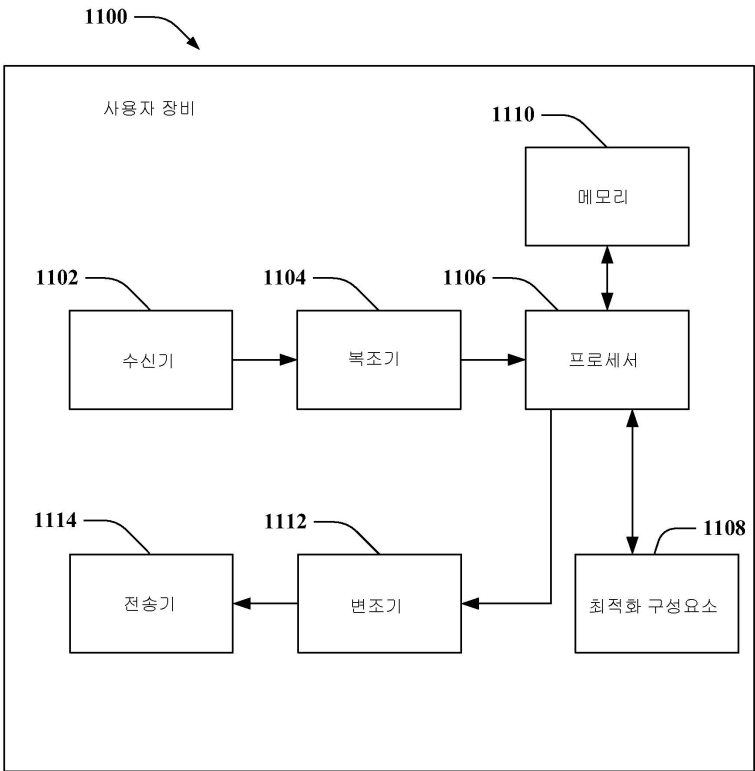 1100
사용자 장비
1110
메모리
1102
1104
1106
수신기
복조기
프로세서
1114
1112
1108
전송기
변조기
최적화 구성요소